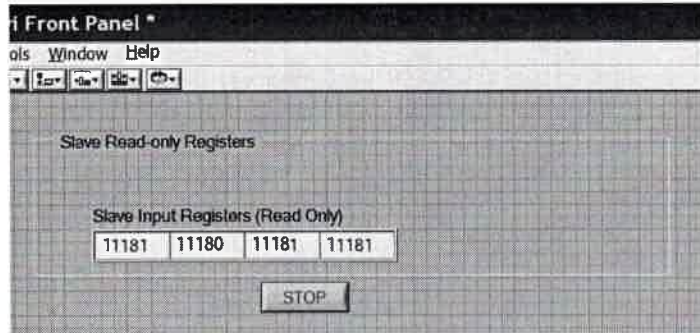 i Front Panel *
ols Window Help
Slave Read-only Registers
Slave Input Registers (Read Only)
11181 11180 11181 11181
STOP